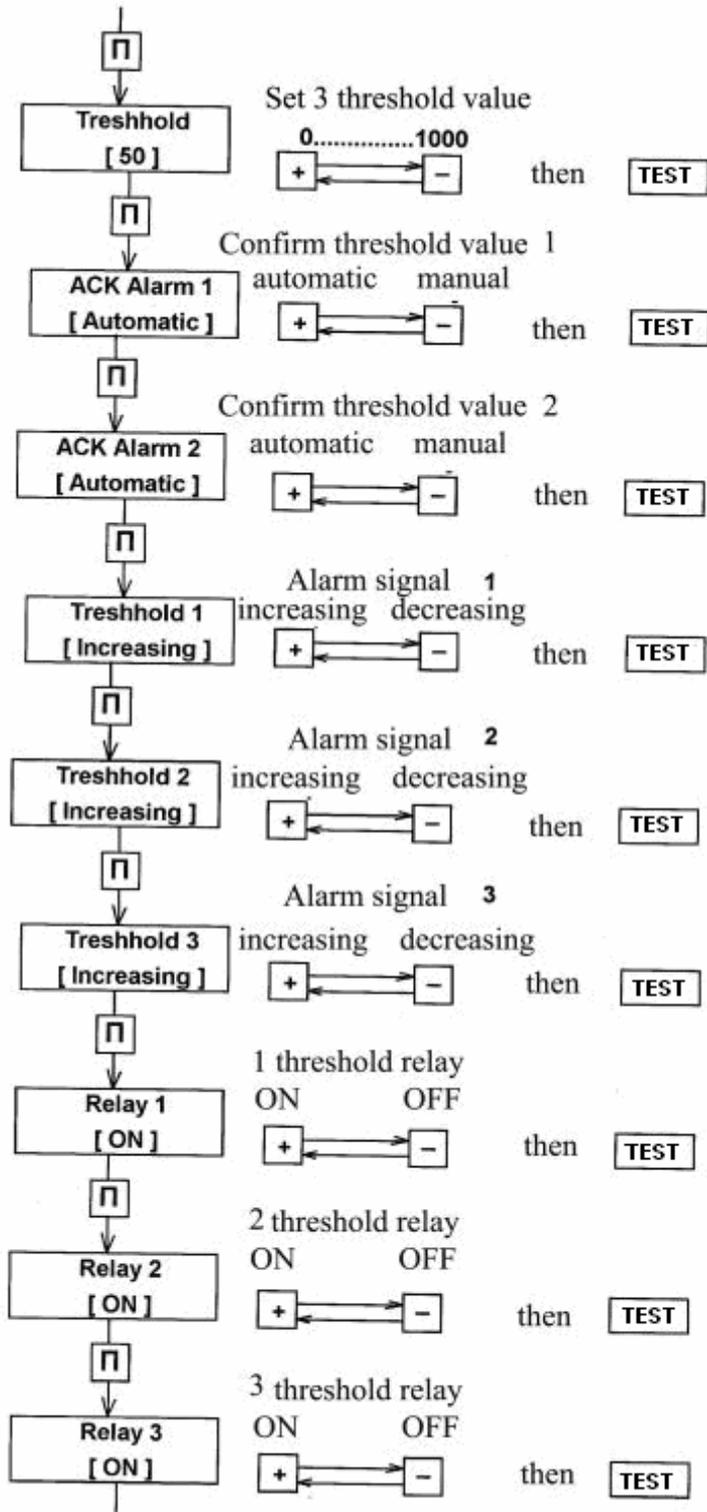 П
Set 3 threshold value
Treshhold
0..............1000
[ 50 ]
+ − then TEST
П
Confirm threshold value 1
ACK Alarm 1
automatic manual
[ Automatic ]
+ − then TEST
П
Confirm threshold value 2
ACK Alarm 2
automatic manual
[ Automatic ]
+ − then TEST
П
Alarm signal 1
Treshhold 1
increasing decreasing
[ Increasing ]
+ − then TEST
П
Alarm signal 2
Treshhold 2
increasing decreasing
[ Increasing ]
+ − then TEST
П
Alarm signal 3
Treshhold 3
increasing decreasing
[ Increasing ]
+ − then TEST
П
1 threshold relay
Relay 1
ON OFF
[ ON ]
+ − then TEST
П
2 threshold relay
Relay 2
ON OFF
[ ON ]
+ − then TEST
П
3 threshold relay
Relay 3
ON OFF
[ ON ]
+ − then TEST